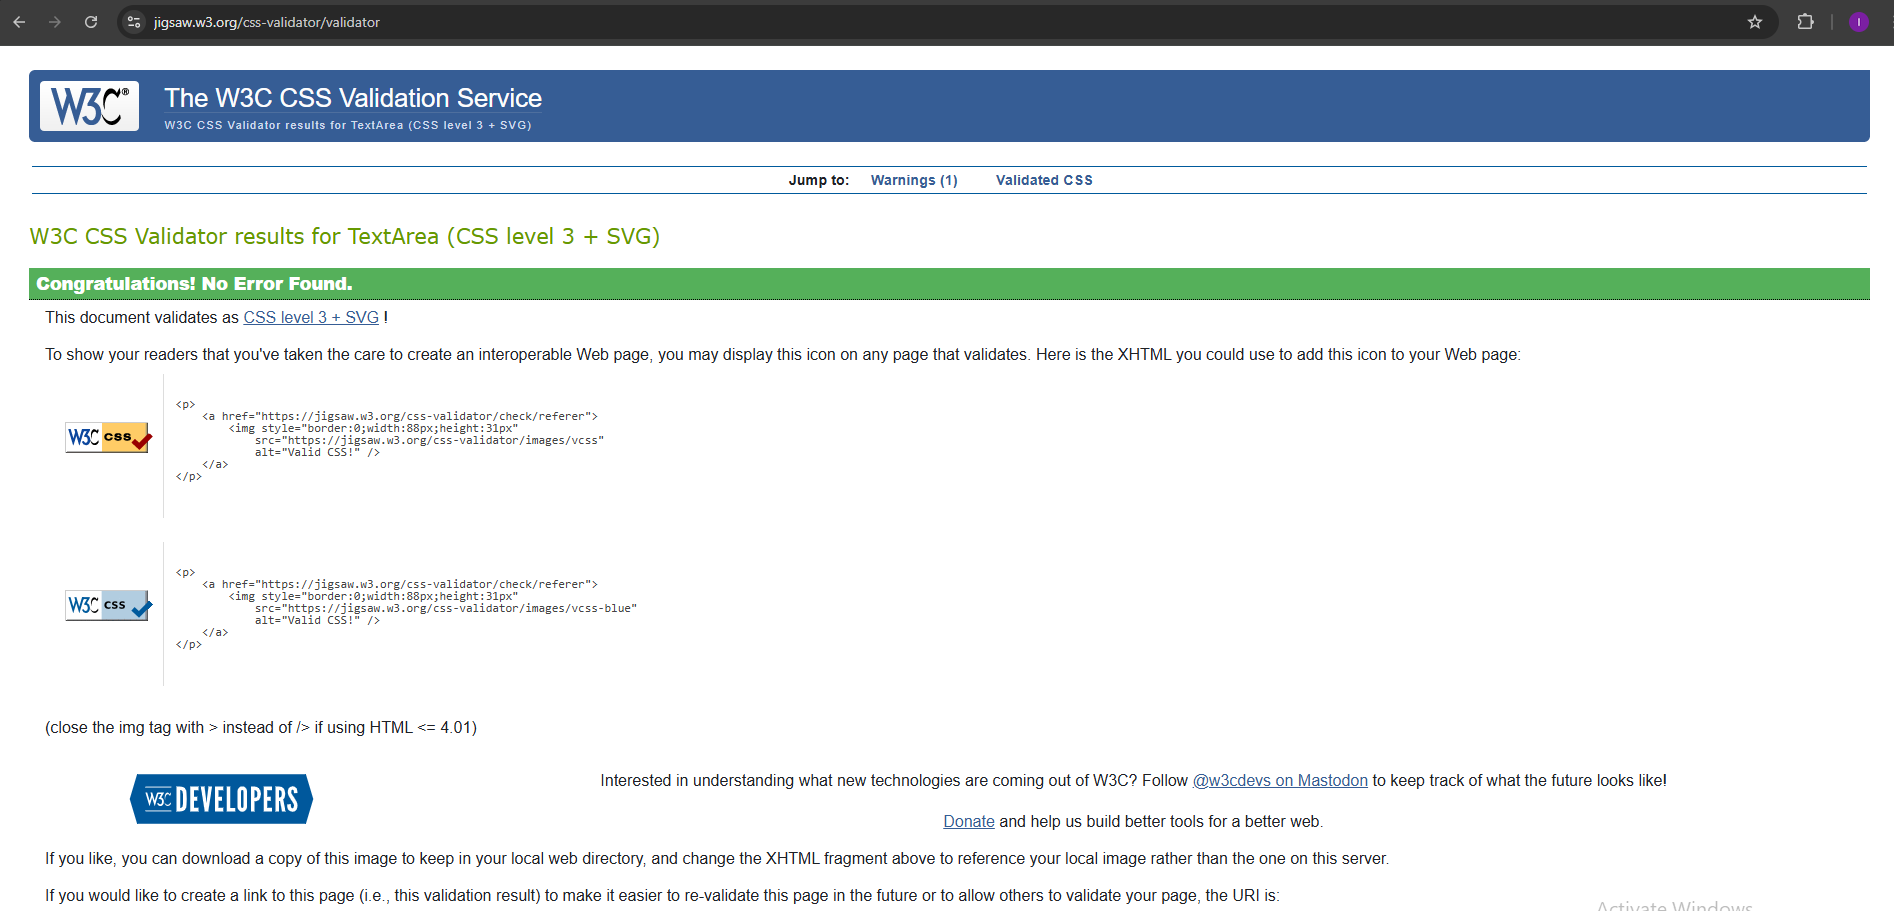 jigsaw.w3.org/css-validator/validator
I
W3C®
The W3C CSS Validation Service
W3C CSS Validator results for TextArea (CSS level 3 + SVG)
Jump to: Warnings (1) Validated CSS
W3C CSS Validator results for TextArea (CSS level 3 + SVG)
Congratulations! No Error Found.
This document validates as CSS level 3 + SVG !
To show your readers that you've taken the care to create an interoperable Web page, you may display this icon on any page that validates. Here is the XHTML you could use to add this icon to your Web page:
W3C css
<p>
<a href="https://jigsaw.w3.org/css-validator/check/referer">
<img style="border:0;width:88px;height:31px"
src="https://jigsaw.w3.org/css-validator/images/vcss"
alt="Valid CSS!" />
</a>
</p>
W3C css
<p>
<a href="https://jigsaw.w3.org/css-validator/check/referer">
<img style="border:0;width:88px;height:31px"
src="https://jigsaw.w3.org/css-validator/images/vcss-blue"
alt="Valid CSS!" />
</a>
</p>
(close the img tag with > instead of /> if using HTML <= 4.01)
W3C DEVELOPERS
Interested in understanding what new technologies are coming out of W3C? Follow @w3cdevs on Mastodon to keep track of what the future looks like!
Donate and help us build better tools for a better web.
If you like, you can download a copy of this image to keep in your local web directory, and change the XHTML fragment above to reference your local image rather than the one on this server.
If you would like to create a link to this page (i.e., this validation result) to make it easier to re-validate this page in the future or to allow others to validate your page, the URI is:
Activate Windows